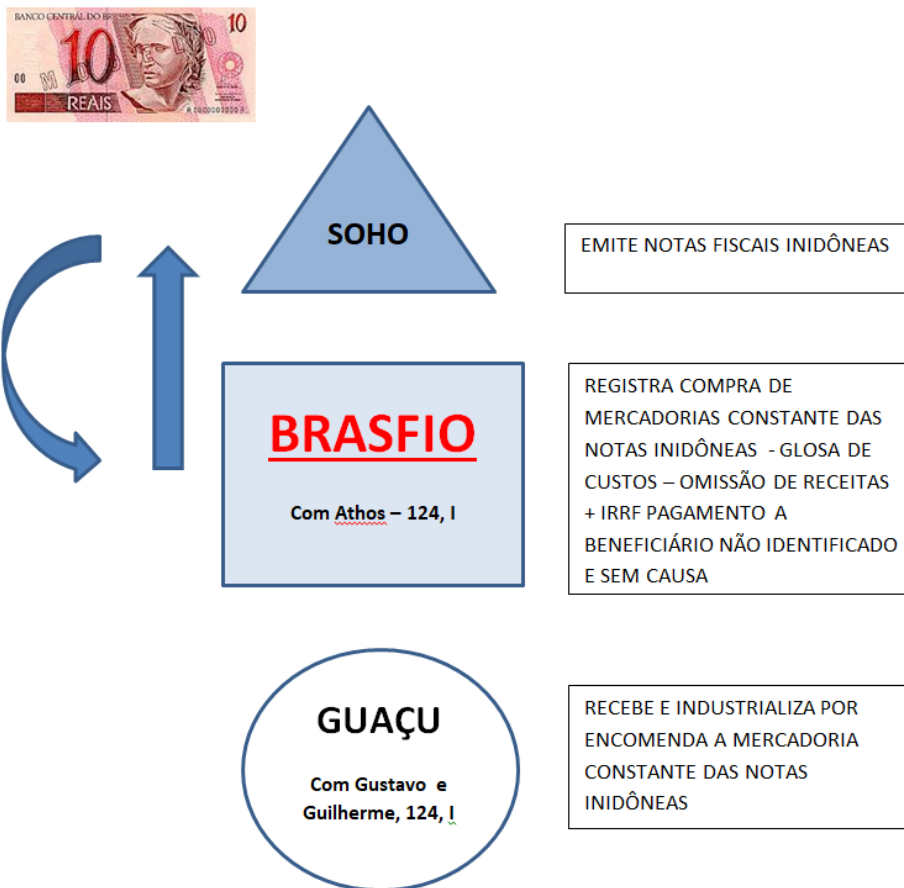 BANCO CENTRAL DO BRASIL
10
10
00
REAIS
A 0000000000 A
SOHO
EMITE NOTAS FISCAIS INIDÔNEAS
BRASFIO
Com Athos – 124, I
REGISTRA COMPRA DE
MERCADORIAS CONSTANTE DAS
NOTAS INIDÔNEAS - GLOSA DE
CUSTOS – OMISSÃO DE RECEITAS
+ IRRF PAGAMENTO A
BENEFICIÁRIO NÃO IDENTIFICADO
E SEM CAUSA
GUAÇU
Com Gustavo e
Guilherme, 124, I
RECEBE E INDUSTRIALIZA POR
ENCOMENDA A MERCADORIA
CONSTANTE DAS NOTAS
INIDÔNEAS